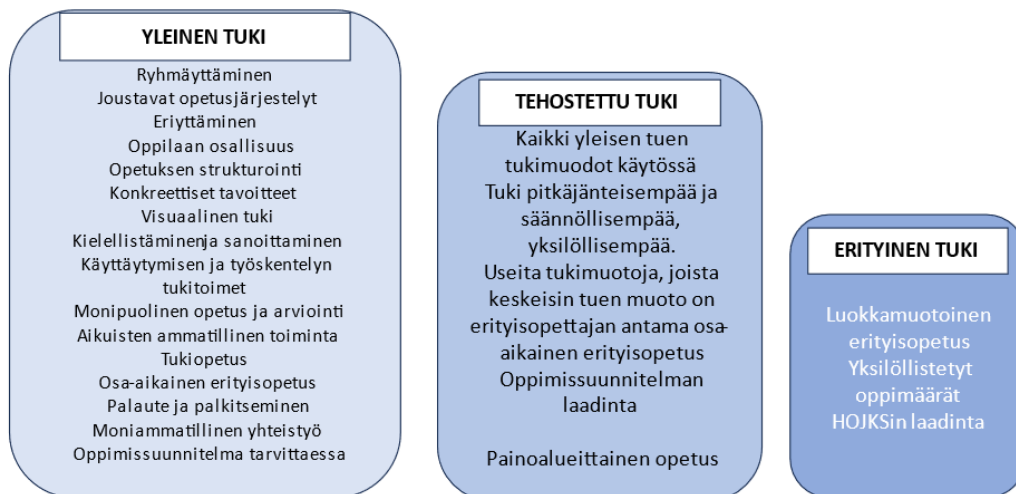 YLEINEN TUKI
Ryhmäyttäminen
Joustavat opetusjärjestelyt
Eriyttäminen
Oppilaan osallisuus
Opetuksen strukturointi
Konkreettiset tavoitteet
Visuaalinen tuki
Kielellistäminenja sanoittaminen
Käyttäytymisen ja työskentelyn
tukitoimet
Monipuolinen opetus ja arviointi
Aikuisten ammatillinen toiminta
Tukiopetus
Osa-aikainen erityisopetus
Palaute ja palkitseminen
Moniammatillinen yhteistyö
Oppimissuunnitelma tarvittaessa
TEHOSTETTU TUKI
Kaikki yleisen tuen
tukimuodot käytössä
Tuki pitkäjänteisempää ja
säännöllisempää,
yksilöllisempää.
Useita tukimuotoja, joista
keskeisin tuen muoto on
erityisopettajan antama osa-
aikainen erityisopetus
Oppimissuunnitelman
laadinta
Painoalueittainen opetus
ERITYINEN TUKI
Luokkamuotoinen
erityisopetus
Yksilöllistetyt
oppimäärät
HOJKSin laadinta